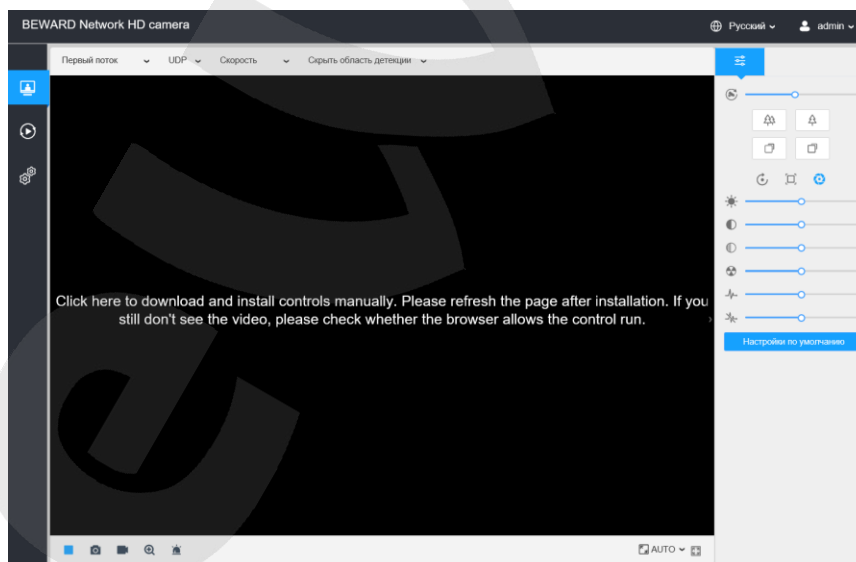 BEWARD Network HD camera
Русский
admin
Первый поток
UDP
Скорость
Скрыть область детекции
Click here to download and install controls manually. Please refresh the page after installation. If you
still don't see the video, please check whether the browser allows the control run.
Настройки по умолчанию
AUTO